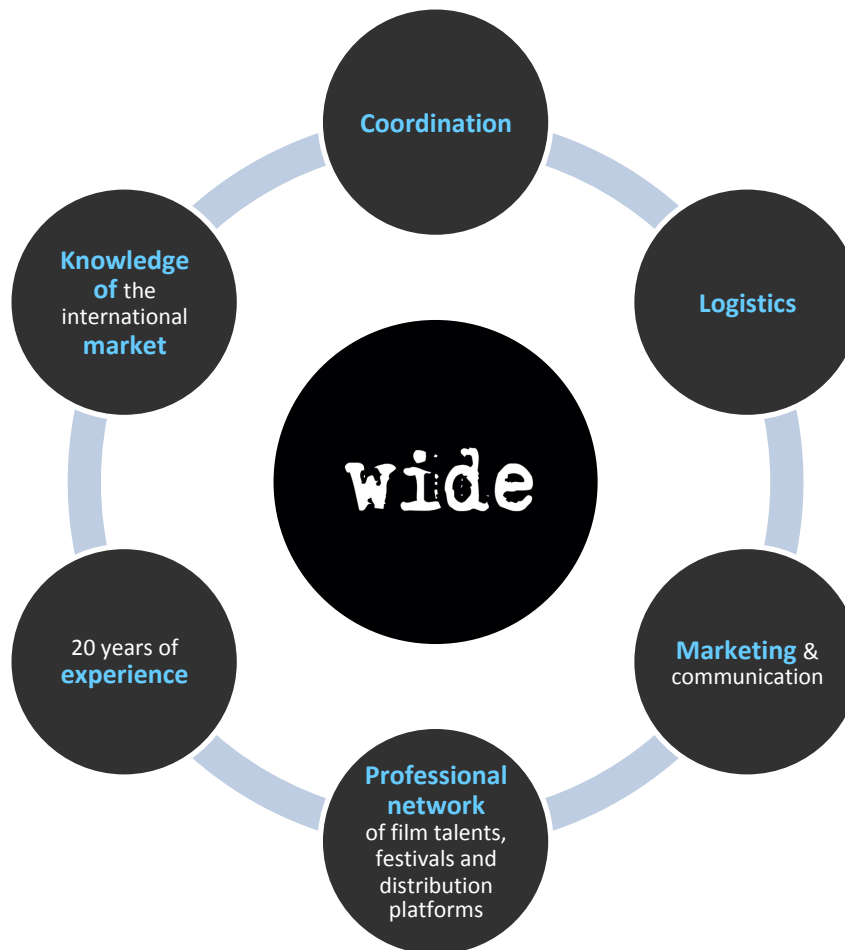 Coordination
Logistics
Marketing &
communication
Professional
network
of film talents,
festivals and
distribution
platforms
20 years of
experience
Knowledge
of the
international
market
wide